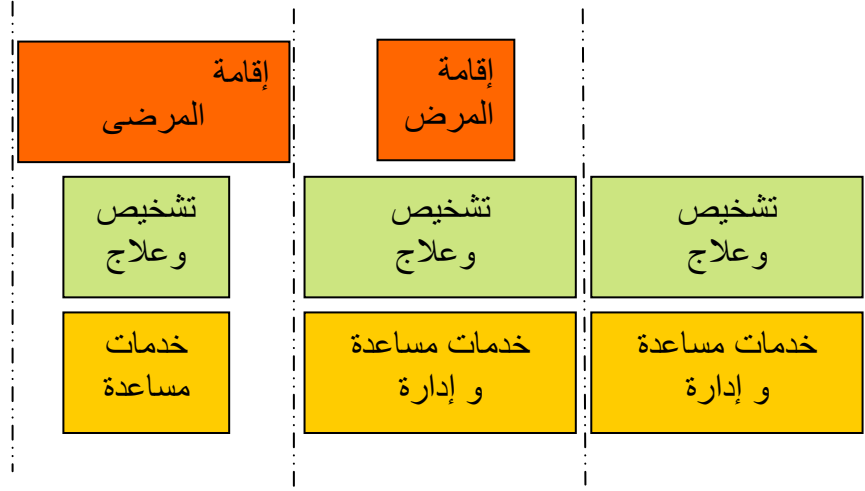 إقامة
المرض
إقامة
المرضى
تشخيص
وعلاج
تشخيص
وعلاج
تشخيص
وعلاج
خدمات مساعدة
و إدارة
خدمات مساعدة
و إدارة
خدمات
مساعدة